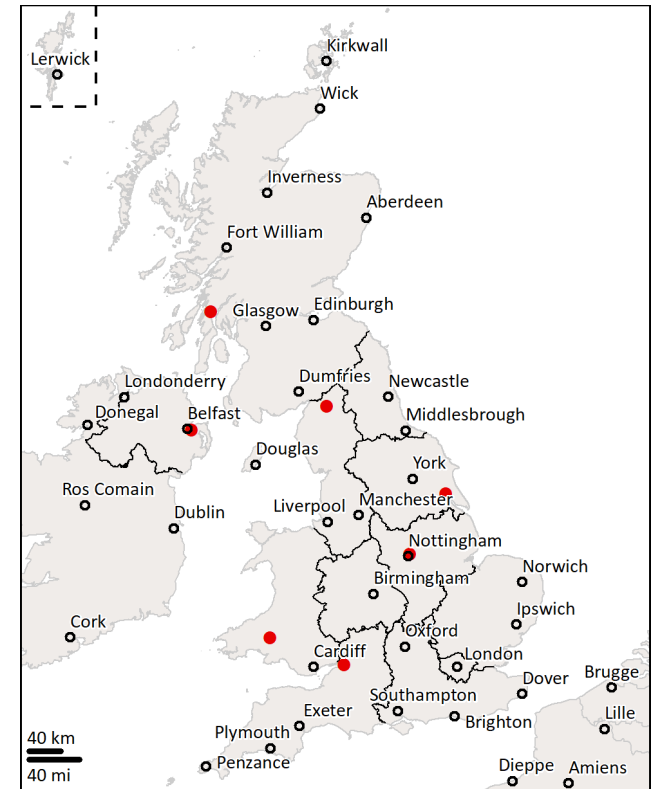 Kirkwall
Lerwick
Wick
Inverness
Aberdeen
Fort William
Glasgow
Edinburgh
Dumfries
Londonderry
Newcastle
Donegal
Belfast
Middlesbrough
Douglas
York
Ros Comain
Manchester
Liverpool
Dublin
Nottingham
Norwich
Birmingham
Ipswich
Cork
Oxford
Cardiff
London
Brugge
Dover
Southampton
Exeter
Lille
Brighton
Plymouth
40 km
Penzance
Dieppe
Amiens
40 mi